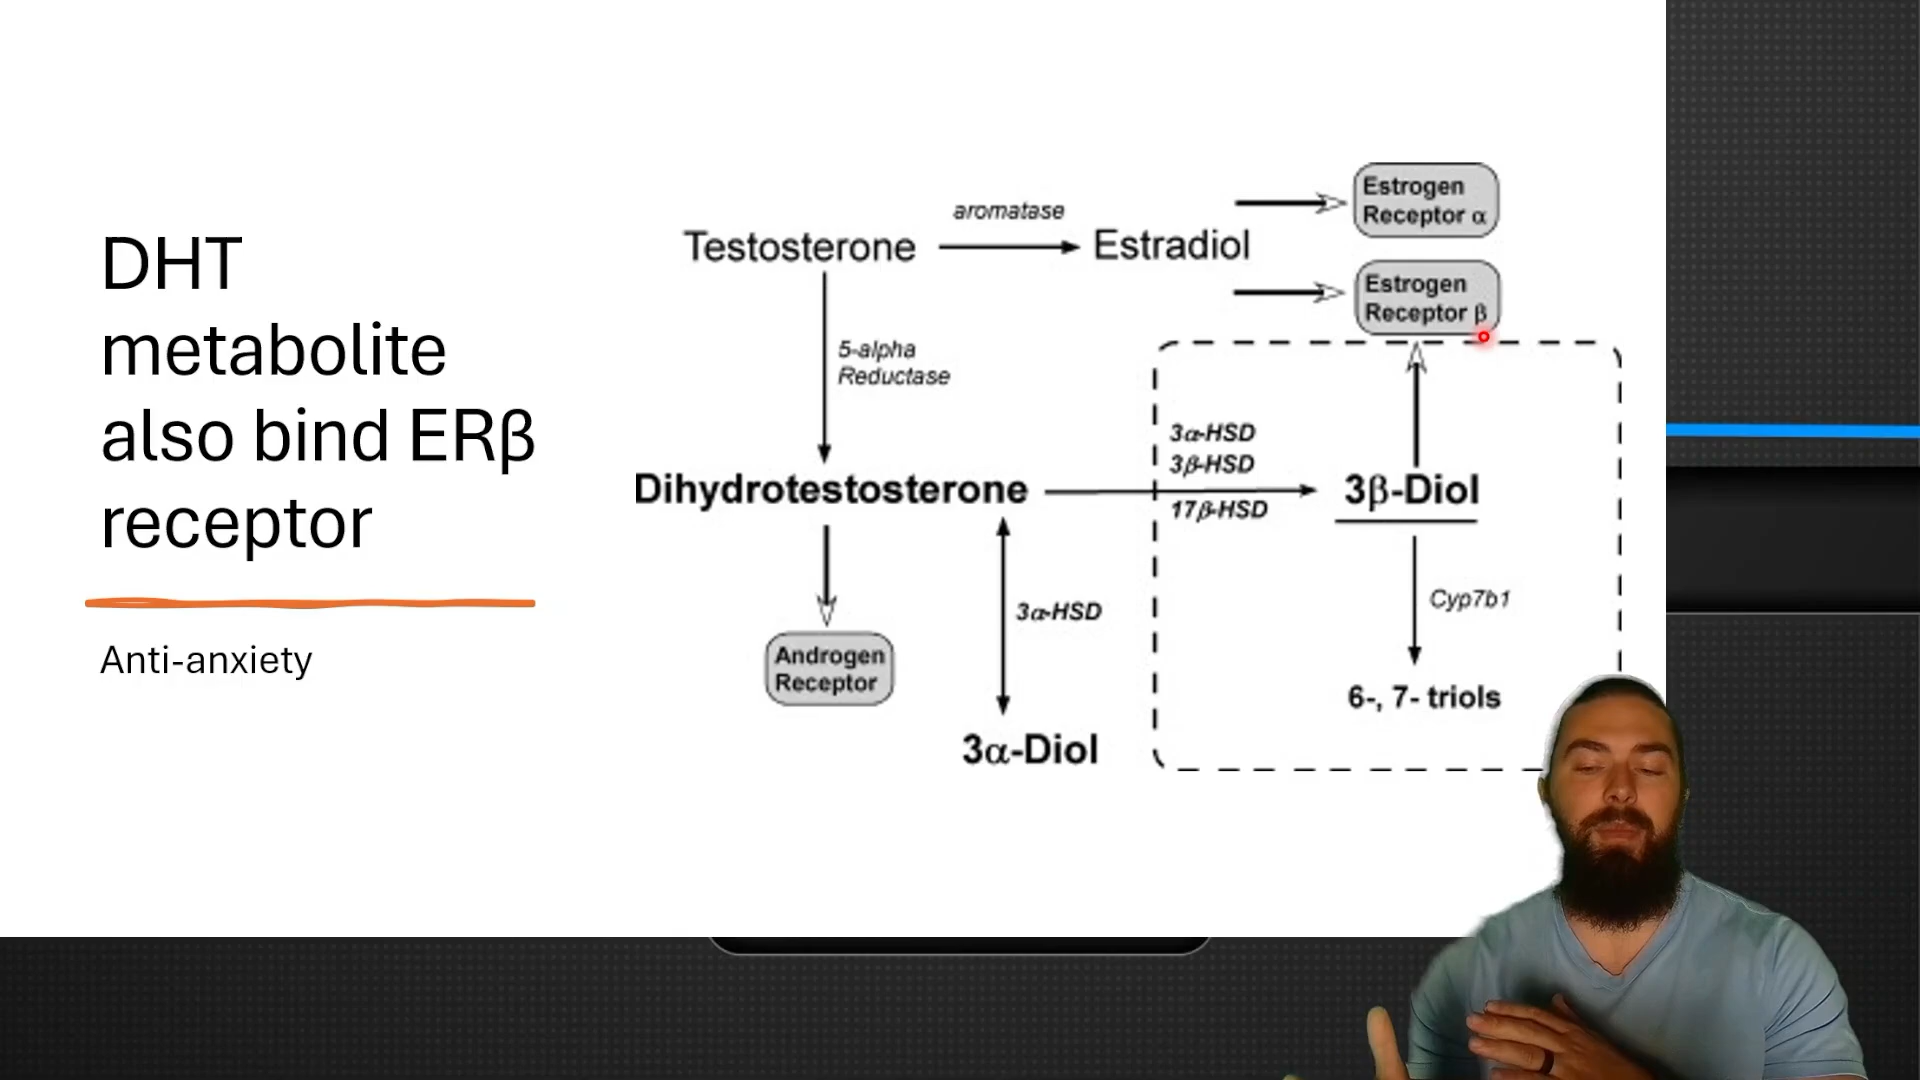 DHT
metabolite
also bind ERβ
receptor
Anti-anxiety
Testosterone
aromatase
Estradiol
Estrogen
Receptor α
Estrogen
Receptor β
5-alpha
Reductase
Dihydrotestosterone
3α-HSD
3β-HSD
17β-HSD
3β-Diol
Androgen
Receptor
3α-HSD
3α-Diol
Cyp7b1
6-, 7- triols